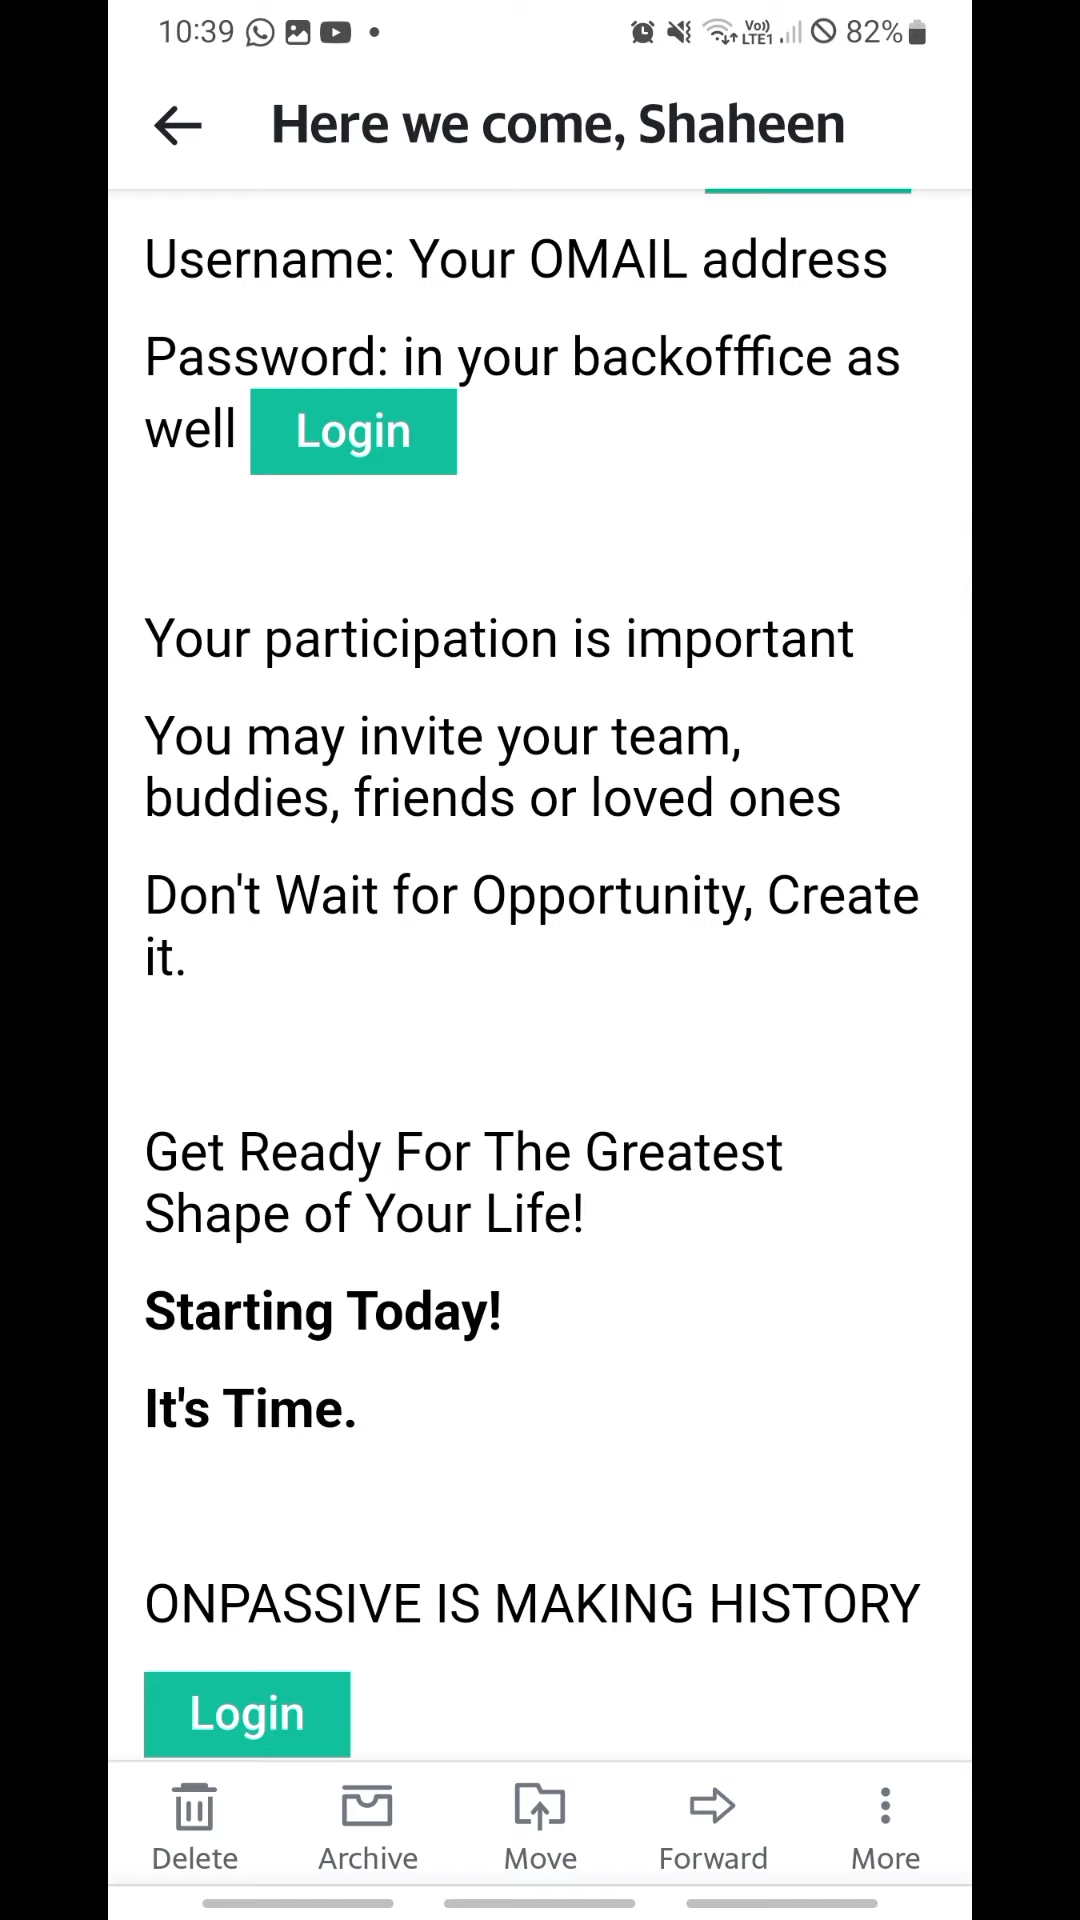 10:39
Vo)) LTE1 82%
Here we come, Shaheen
Username: Your OMAIL address
Password: in your backofffice as
well Login
Your participation is important
You may invite your team,
buddies, friends or loved ones
Don't Wait for Opportunity, Create
it.
Get Ready For The Greatest
Shape of Your Life!
Starting Today!
It's Time.
ONPASSIVE IS MAKING HISTORY
Login
Delete Archive Move Forward More